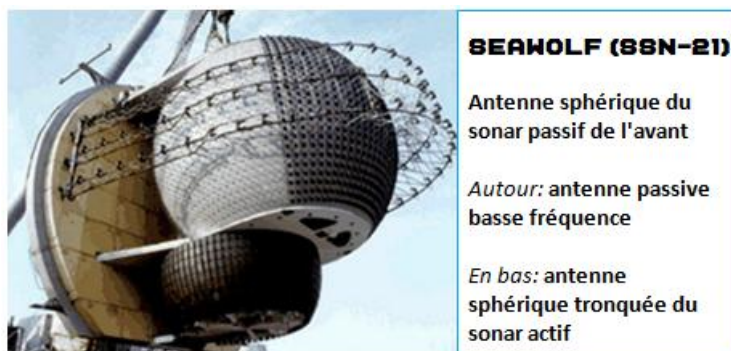 SEAWOLF (SSN-21)
Antenne sphérique du
sonar passif de l'avant
Autour: antenne passive
basse fréquence
En bas: antenne
sphérique tronquée du
sonar actif